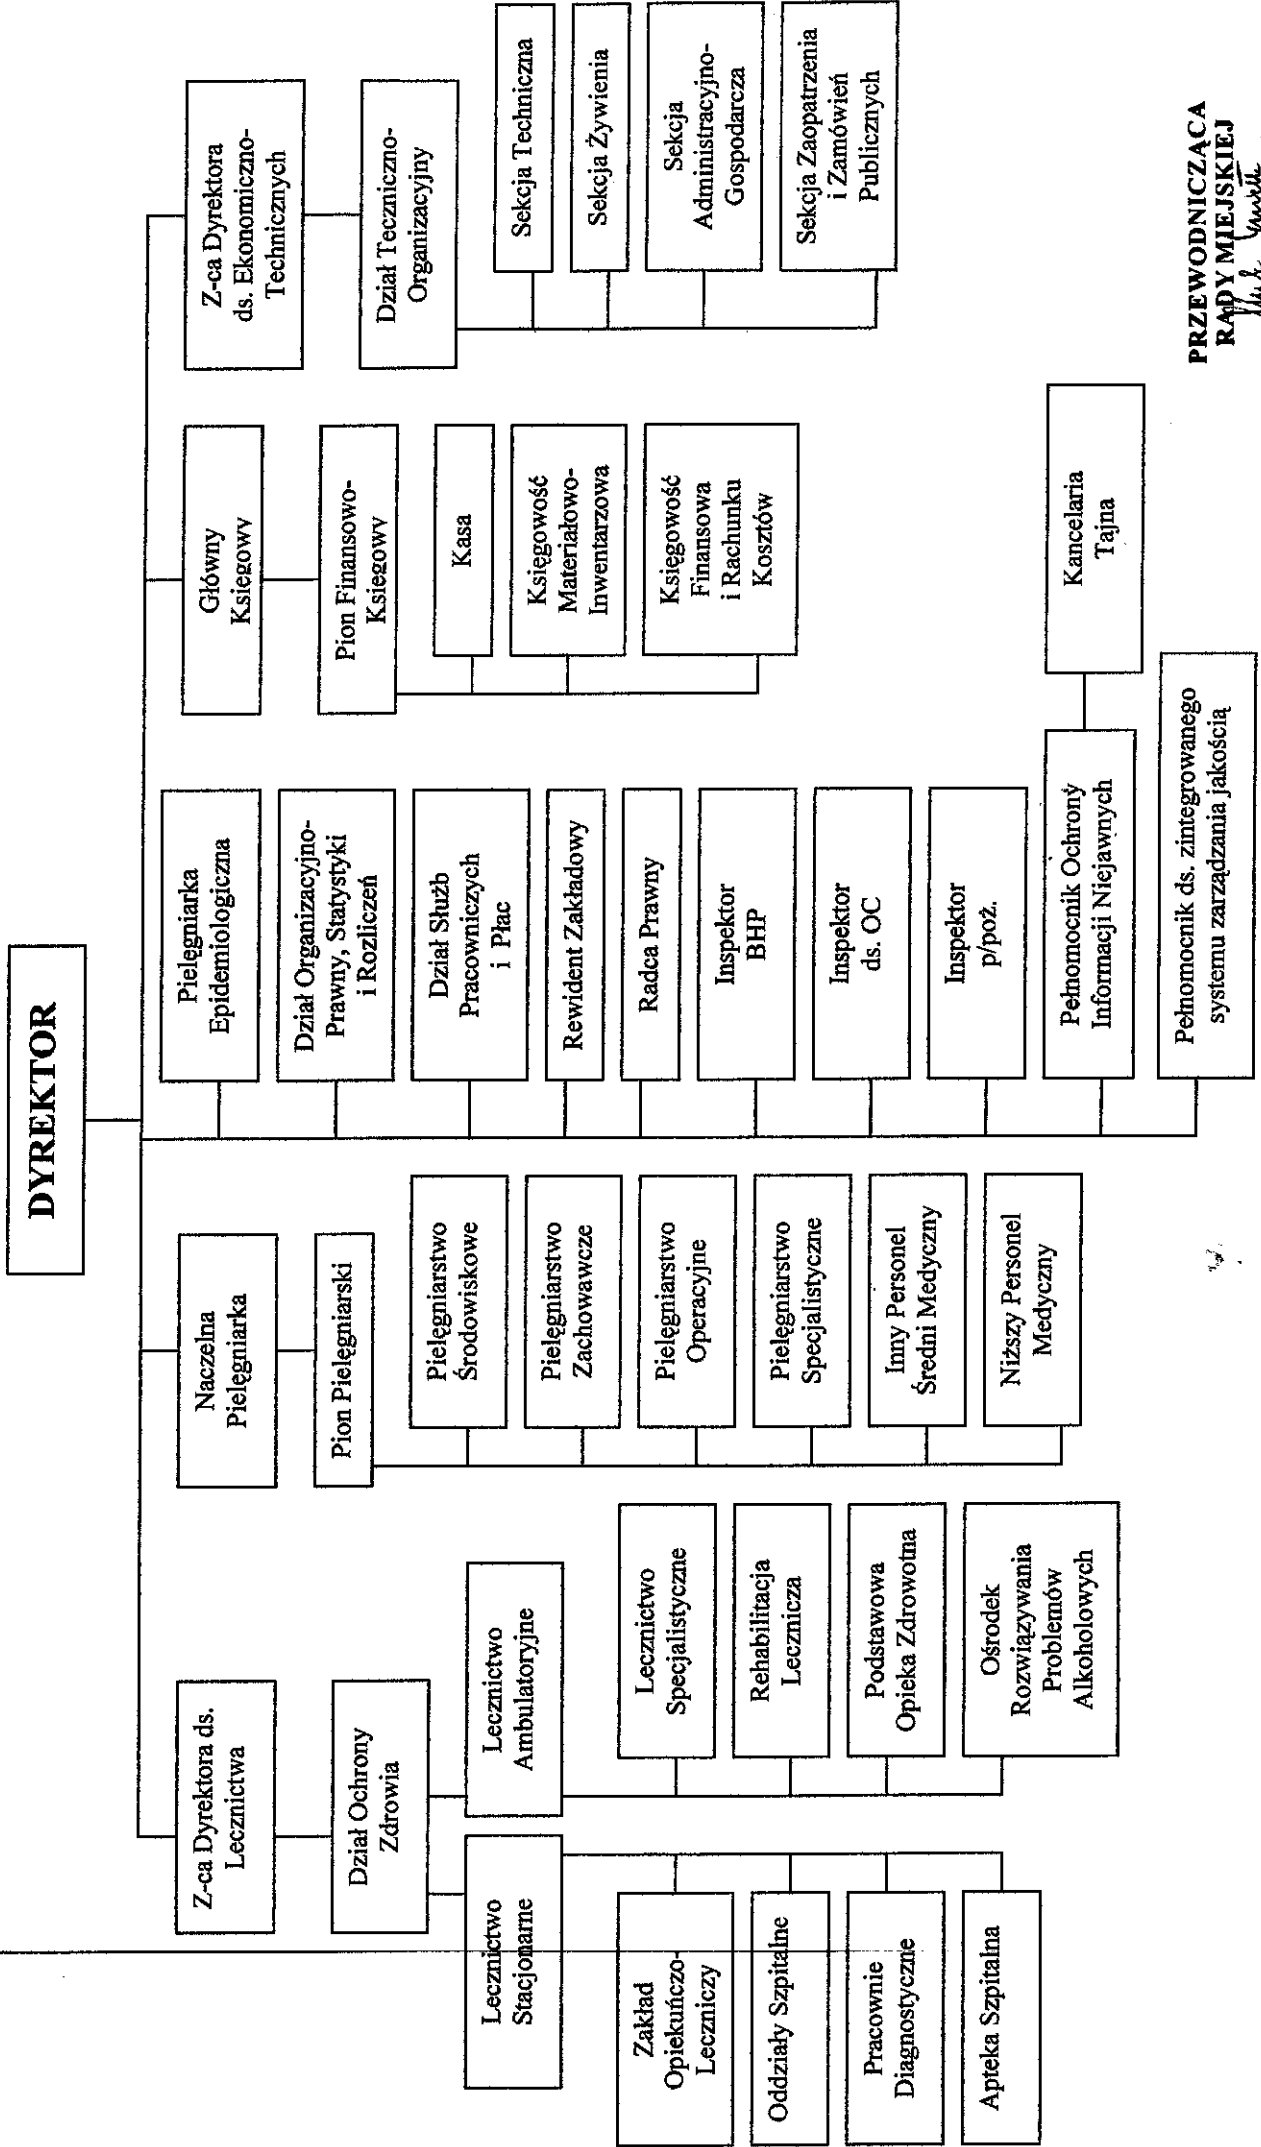 DYREKTOR
Z-ca Dyrektora ds.
Lecznictwa
Dział Ochrony
Zdrowia
Lecznictwo
Stacjonarne
Zakład
Opiekuńczo-
Leczniczy
Oddziały Szpitalne
Pracownie
Diagnostyczne
Apteka Szpitalna
Lecznictwo
Ambulatoryjne
Lecznictwo
Specjalistyczne
Rehabilitacja
Lecznicza
Podstawowa
Opieka Zdrowotna
Ośrodek
Rozwiązywania
Problemów
Alkoholowych
Naczelna
Pielęgniarka
Pion Pielęgniarski
Pielęgniarstwo
Środowiskowe
Pielęgniarstwo
Zachowawcze
Pielęgniarstwo
Operacyjne
Pielęgniarstwo
Specjalistyczne
Inny Personel
Średni Medyczny
Niższy Personel
Medyczny
Pielęgniarka
Epidemiologiczna
Dział Organizacyjno-
Prawny, Statystyki
i Rozliczeń
Dział Służb
Pracowniczych
i Płac
Rewident Zakładowy
Radca Prawny
Inspektor
BHP
Inspektor
ds. OC
Inspektor
p/poż.
Pełnomocnik Ochrony
Informacji Niejawnych
Kancelaria
Tajna
Pełnomocnik ds. zintegrowanego
systemu zarządzania jakością
Główny
Księgowy
Pion Finansowo-
Księgowy
Kasa
Księgowość
Materiałowo-
Inwentarzowa
Księgowość
Finansowa
i Rachunku
Kosztów
Z-ca Dyrektora
ds. Ekonomiczno-
Technicznych
Dział Teczniczno-
Organizacyjny
Sekcja Techniczna
Sekcja Żywienia
Sekcja
Administracyjno-
Gospodarcza
Sekcja Zaopatrzenia
i Zamówień
Publicznych
PRZEWODNICZĄCA
RADY MIEJSKIEJ